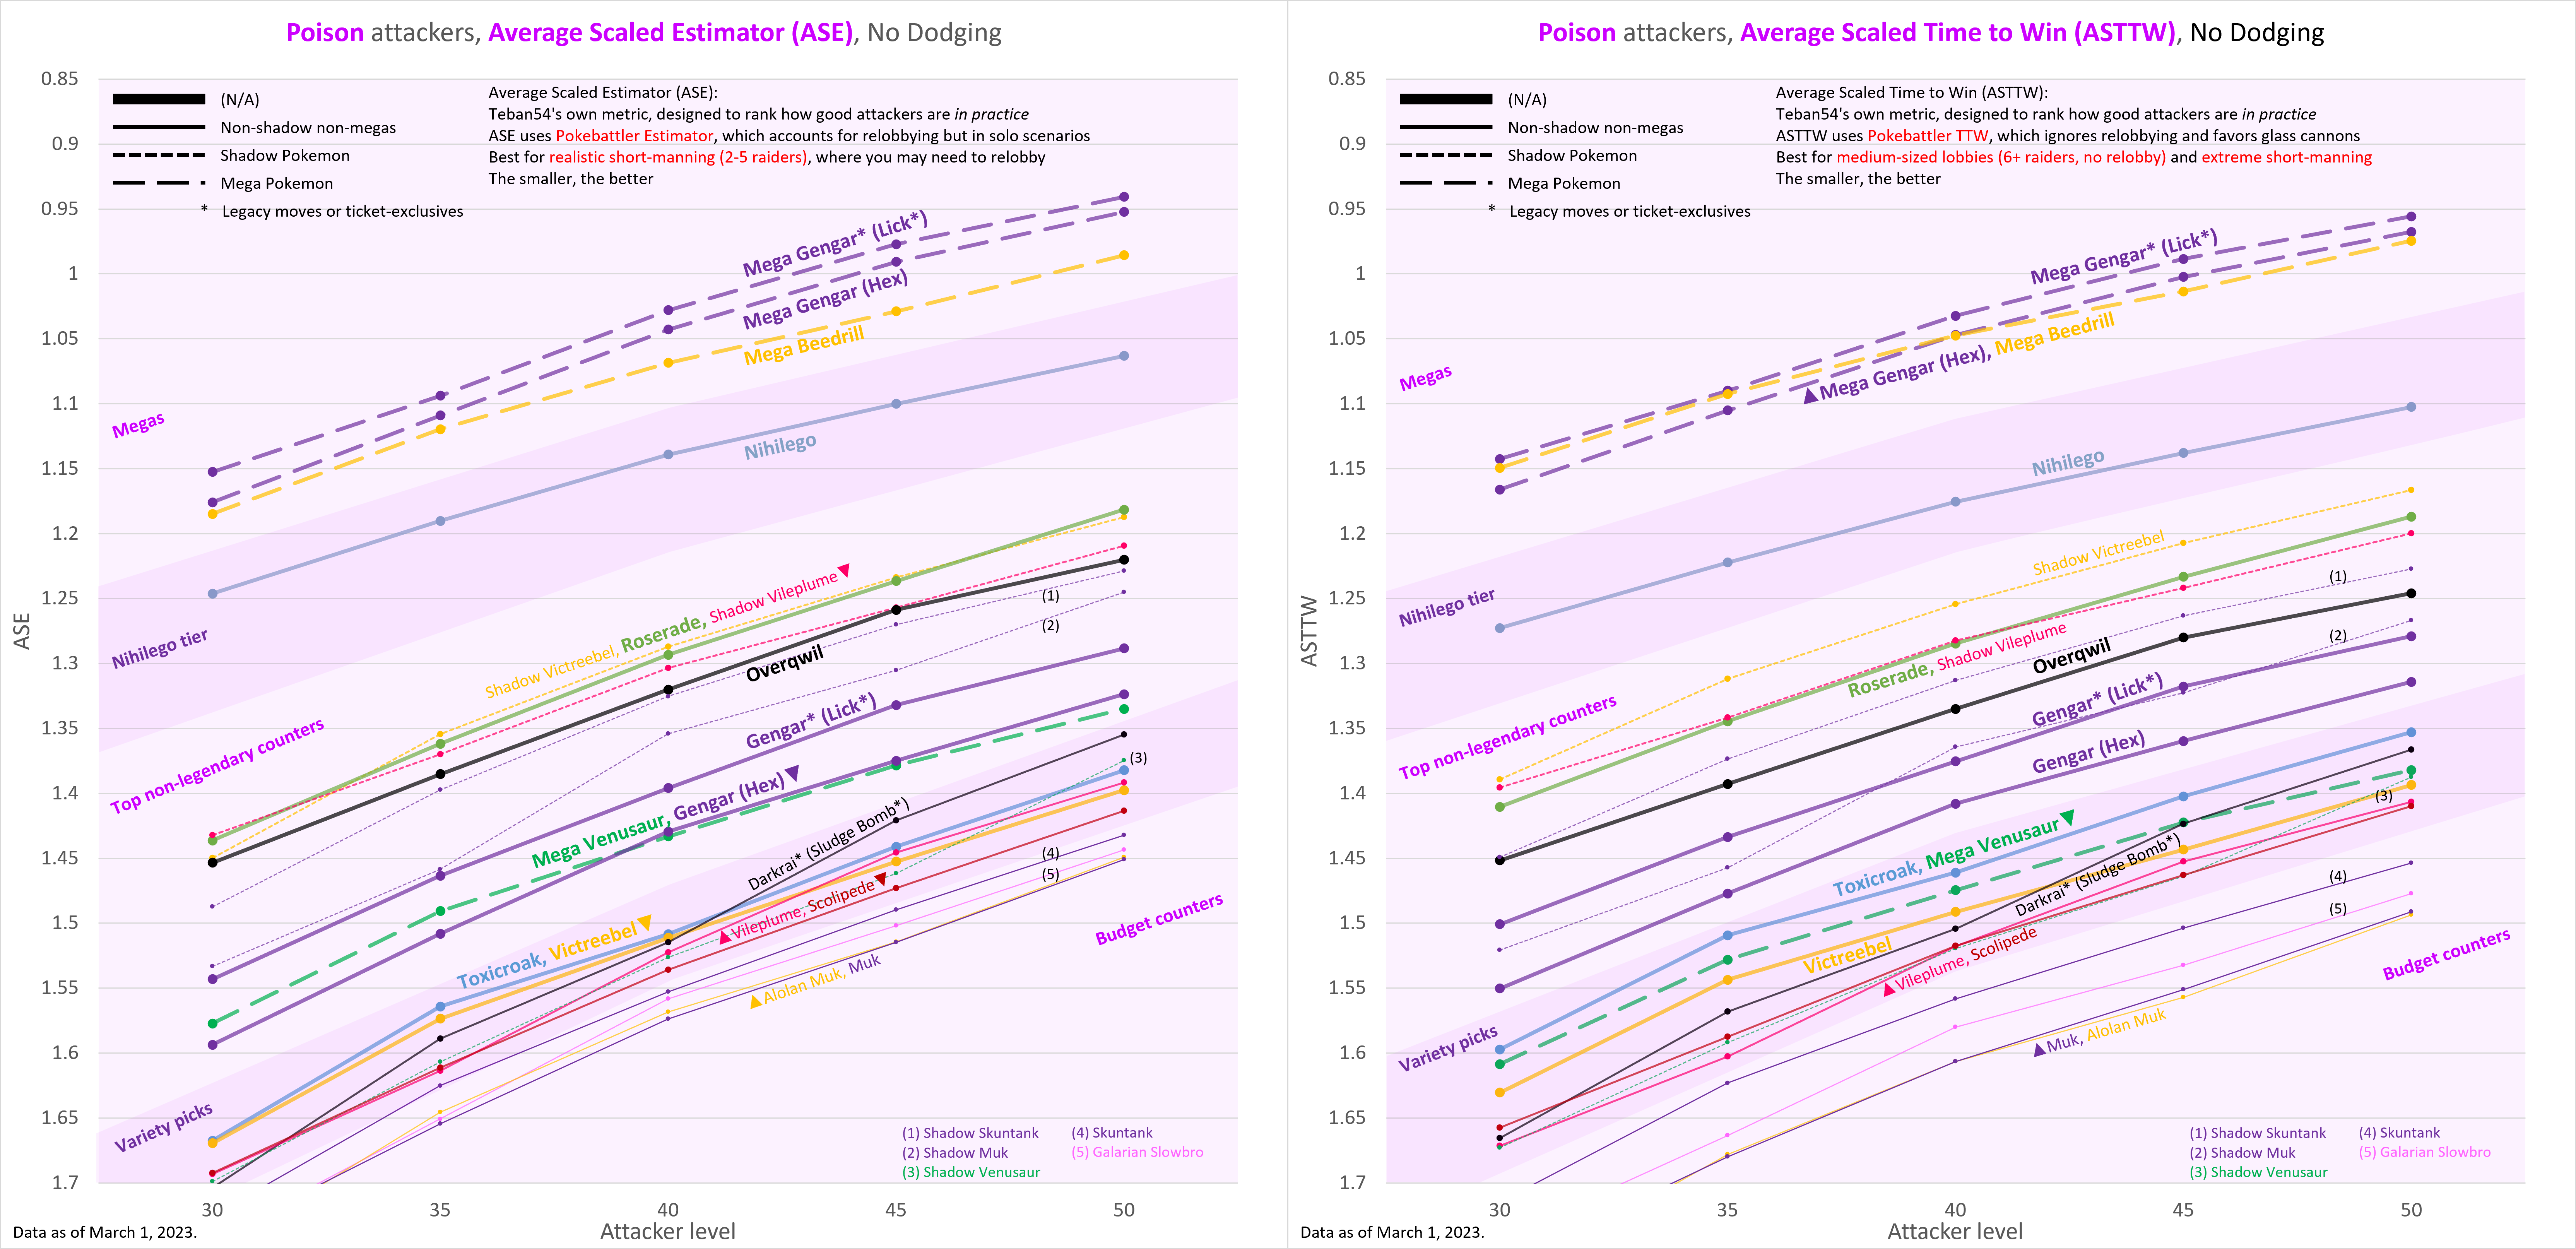 Poison attackers, Average Scaled Estimator (ASE), No Dodging
0.85
0.9
0.95
1
1.05
1.1
1.15
1.2
1.25
1.3
1.35
1.4
1.45
1.5
1.55
1.6
1.65
1.7
ASE
(N/A)
Non-shadow non-megas
Shadow Pokemon
Mega Pokemon
* Legacy moves or ticket-exclusives
Average Scaled Estimator (ASE):
Teban54's own metric, designed to rank how good attackers are in practice
ASE uses Pokebattler Estimator, which accounts for relobbying but in solo scenarios
Best for realistic short-manning (2-5 raiders), where you may need to relobby
The smaller, the better
Mega Gengar* (Lick*)
Mega Gengar (Hex)
Mega Beedrill
Megas
Nihilego
Nihilego tier
Shadow Victreebel, Roserade, Shadow Vileplume▼
(1)
(2)
Overqwil
Top non-legendary counters
Gengar* (Lick*)
Mega Venusaur, Gengar (Hex)▼
(3)
Darkrai* (Sludge Bomb*)
(4)
(5)
▲Vileplume, Scolipede▼
Toxicroak, Victreebel▼
Budget counters
▲Alolan Muk, Muk
Variety picks
(1) Shadow Skuntank
(2) Shadow Muk
(3) Shadow Venusaur
(4) Skuntank
(5) Galarian Slowbro
30
35
40
45
50
Attacker level
Data as of March 1, 2023.
Poison attackers, Average Scaled Time to Win (ASTTW), No Dodging
0.85
0.9
0.95
1
1.05
1.1
1.15
1.2
1.25
1.3
1.35
1.4
1.45
1.5
1.55
1.6
1.65
1.7
ASTTW
(N/A)
Non-shadow non-megas
Shadow Pokemon
Mega Pokemon
* Legacy moves or ticket-exclusives
Average Scaled Time to Win (ASTTW):
Teban54's own metric, designed to rank how good attackers are in practice
ASTTW uses Pokebattler TTW, which ignores relobbying and favors glass cannons
Best for medium-sized lobbies (6+ raiders, no relobby) and extreme short-manning
The smaller, the better
Mega Gengar* (Lick*)
▲Mega Gengar (Hex), Mega Beedrill
Megas
Nihilego
Nihilego tier
Shadow Victreebel
(1)
Roserade, Shadow Vileplume
(2)
Overqwil
Top non-legendary counters
Gengar* (Lick*)
Gengar (Hex)
(3)
Toxicroak, Mega Venusaur▼
Darkrai* (Sludge Bomb*)
(4)
(5)
Victreebel
▲Vileplume, Scolipede
Budget counters
▲Muk, Alolan Muk
Variety picks
(1) Shadow Skuntank
(2) Shadow Muk
(3) Shadow Venusaur
(4) Skuntank
(5) Galarian Slowbro
30
35
40
45
50
Attacker level
Data as of March 1, 2023.